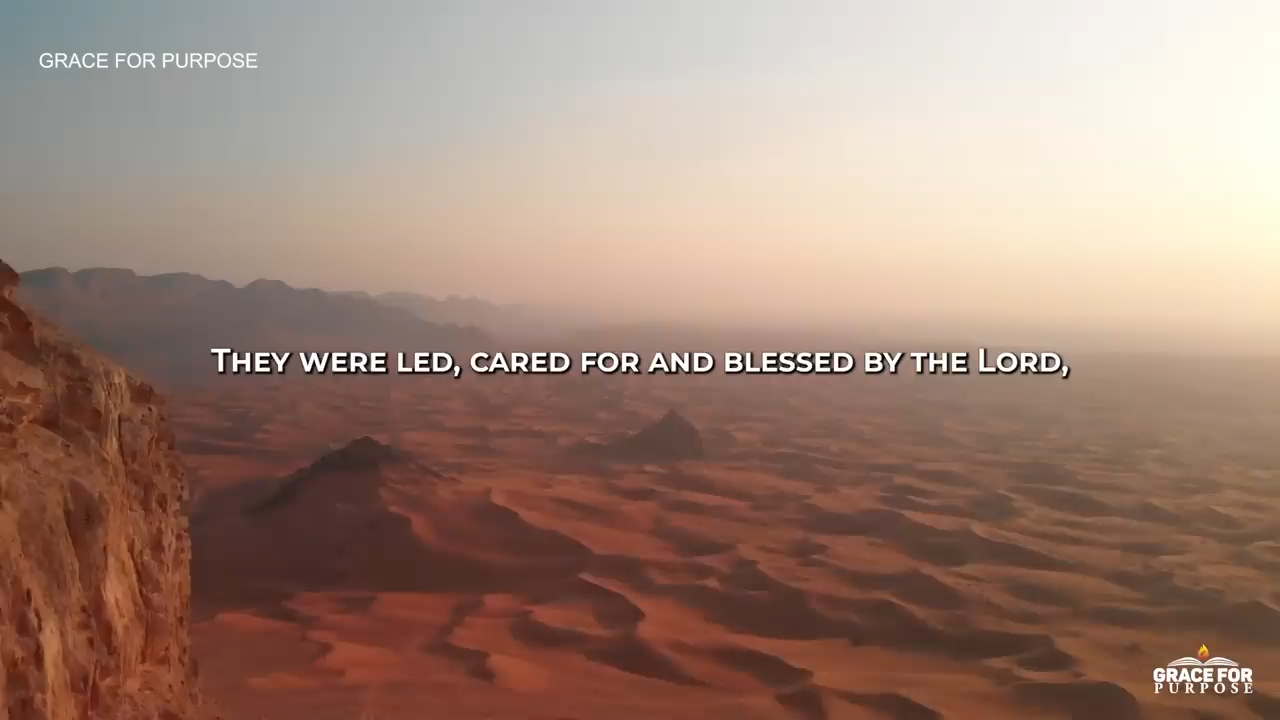 GRACE FOR PURPOSE
They were led, cared for and blessed by the Lord,
GRACE FOR
PURPOSE